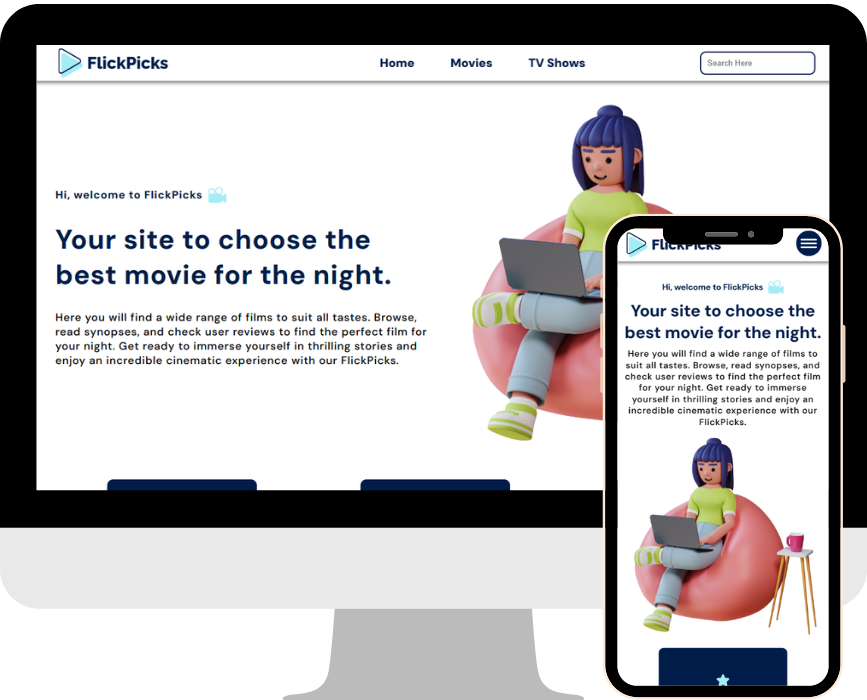 FlickPicks
Home
Movies
TV Shows
Search Here
Hi, welcome to FlickPicks
Your site to choose the
best movie for the night.
Here you will find a wide range of films to suit all tastes. Browse,
read synopses, and check user reviews to find the perfect film for
your night. Get ready to immerse yourself in thrilling stories and
enjoy an incredible cinematic experience with our FlickPicks.
FlickPicks
Hi, welcome to FlickPicks
Your site to choose the
best movie for the night.
Here you will find a wide range of films to
suit all tastes. Browse, read synopses, and
check user reviews to find the perfect film
for your night. Get ready to immerse
yourself in thrilling stories and enjoy an
incredible cinematic experience with our
FlickPicks.